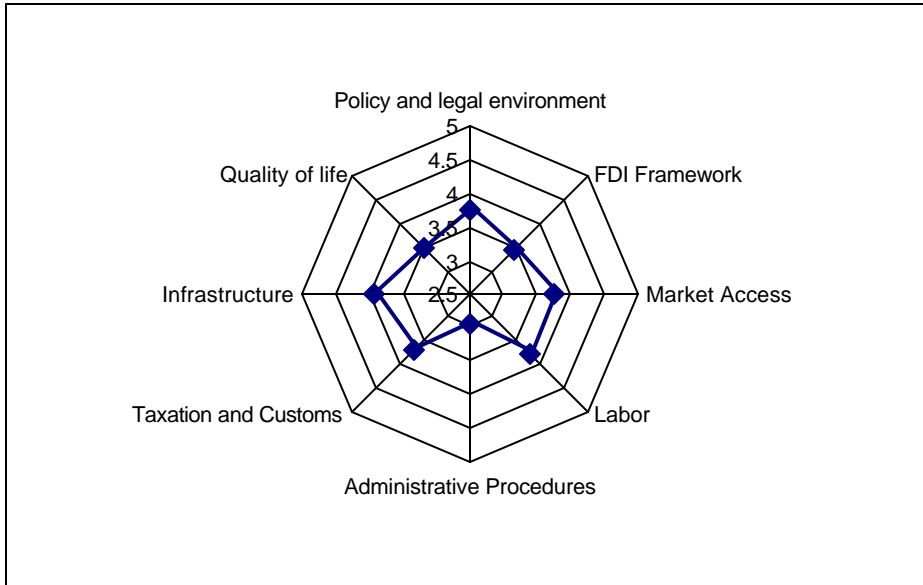 Policy and legal environment
5
4.5
4
3.5
3
2.5
Quality of life
FDI Framework
Infrastructure
Market Access
Taxation and Customs
Labor
Administrative Procedures